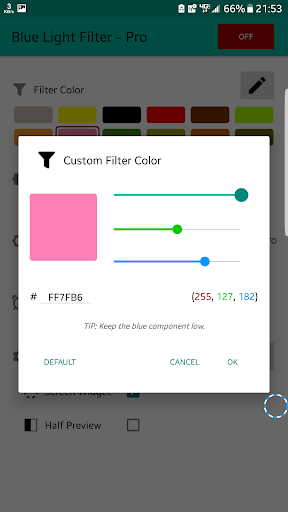 3
KB/s
66% 21:53
Blue Light Filter - Pro
OFF
Filter Color
Custom Filter Color
# FF7FB6
(255, 127, 182)
TIP: Keep the blue component low.
DEFAULT CANCEL OK
Screen Widget
Half Preview